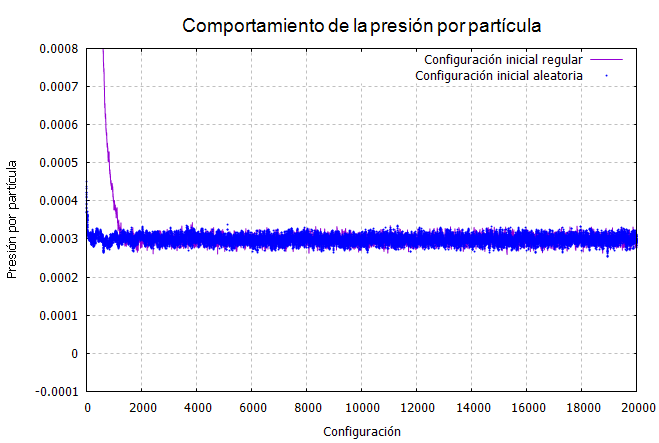 Comportamiento de la presión por partícula
0.0008
0.0007
0.0006
0.0005
0.0004
0.0003
0.0002
0.0001
0
-0.0001
Presión por partícula
Configuración inicial regular
Configuración inicial aleatoria
0 2000 4000 6000 8000 10000 12000 14000 16000 18000 20000
Configuración